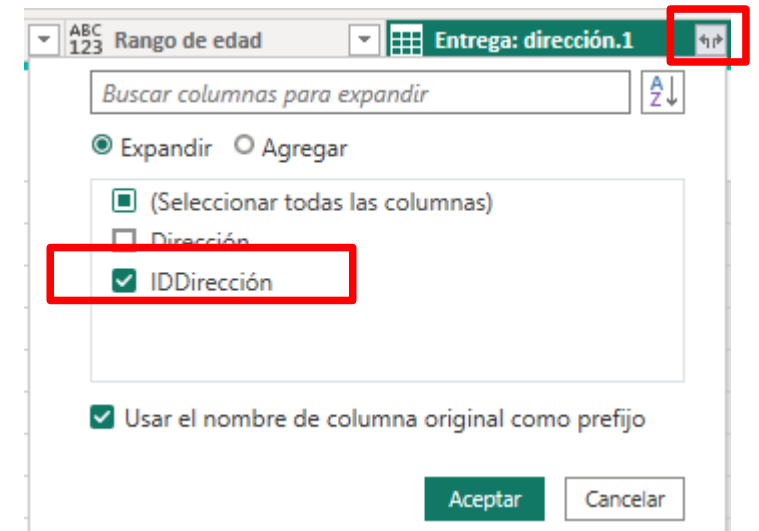 ABC 123 Rango de edad Entrega: dirección.1
Buscar columnas para expandir AZ
Expandir Agregar
(Seleccionar todas las columnas)
Dirección
IDDirección
Usar el nombre de columna original como prefijo
Aceptar Cancelar